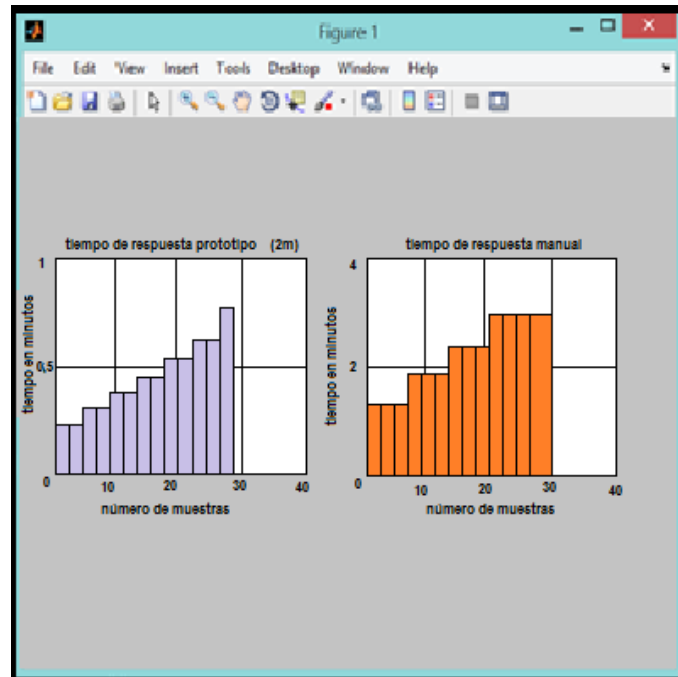 Figure 1
File Edit View Insert Tools Desktop Window Help
tiempo de respuesta prototipo (2m)
1
0,5
0
10
20
30
40
tiempo en minutos
número de muestras
tiempo de respuesta manual
4
2
0
10
20
30
40
tiempo en minutos
número de muestras